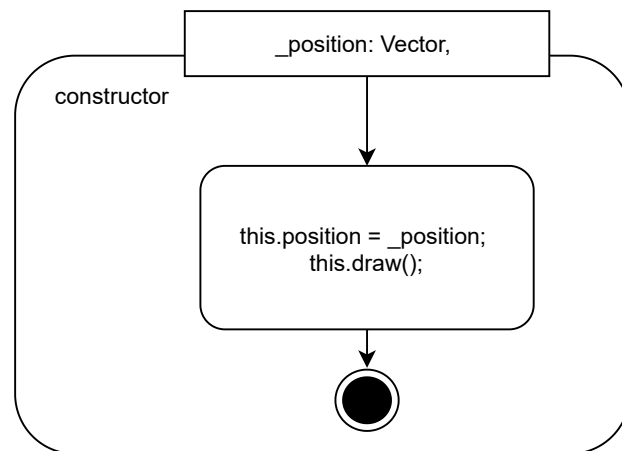 _position: Vector,
constructor
this.position = _position;
this.draw();